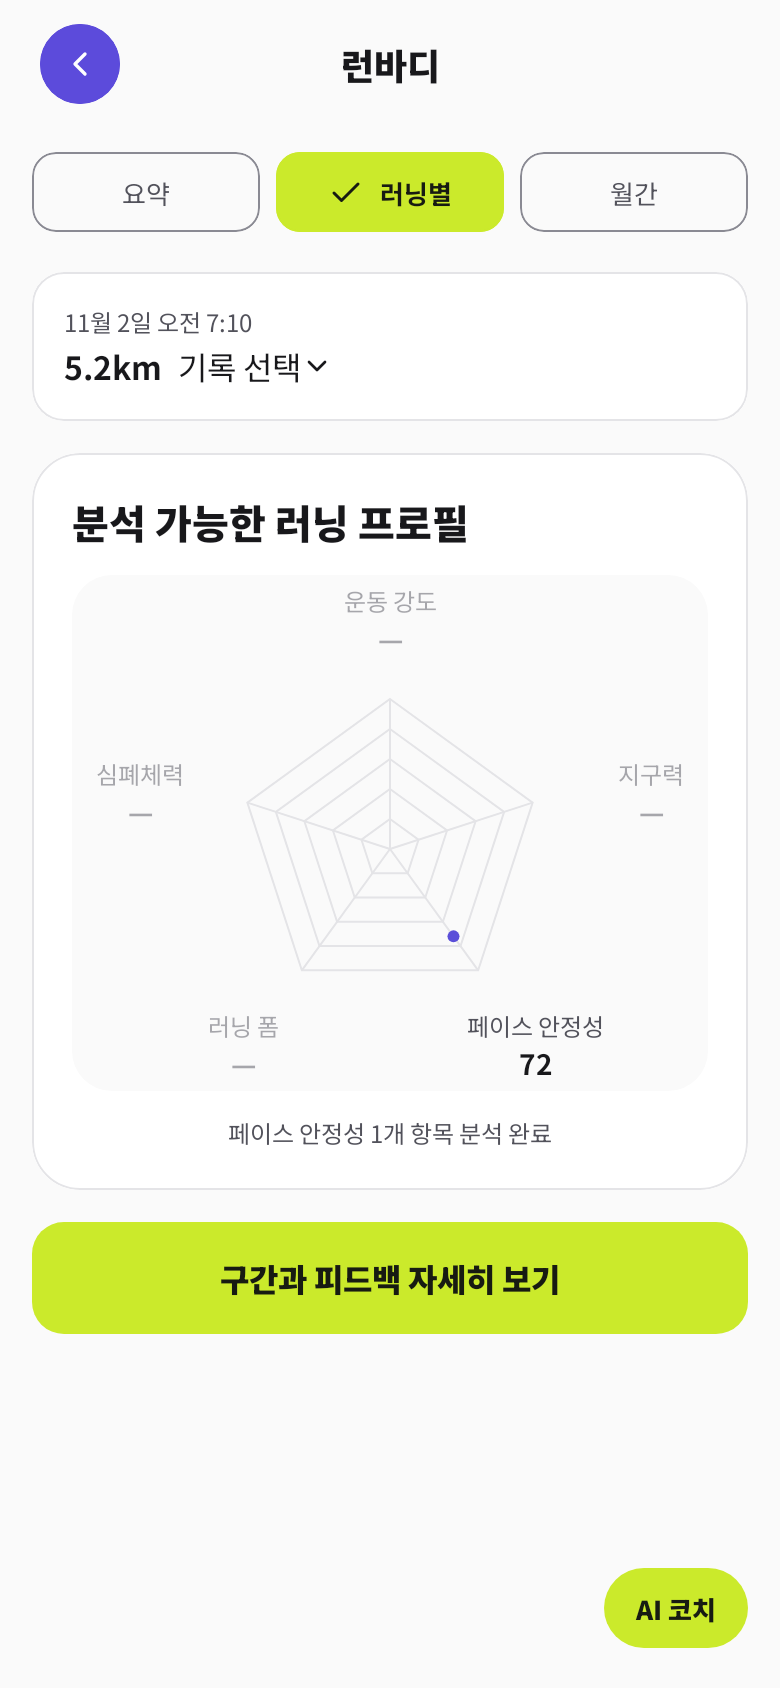 런바디
요약
러닝별
월간
11월 2일 오전 7:10
5.2km 기록 선택
분석 가능한 러닝 프로필
운동 강도
—
심폐체력
—
지구력
—
러닝 폼
—
페이스 안정성
72
페이스 안정성 1개 항목 분석 완료
구간과 피드백 자세히 보기
AI 코치